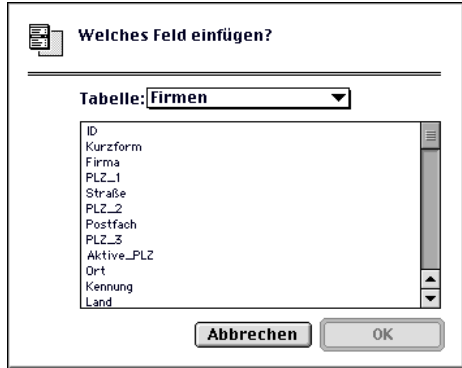 Welches Feld einfügen?
Tabelle: Firmen
ID
Kurzform
Firma
PLZ_1
Straße
PLZ_2
Postfach
PLZ_3
Aktive_PLZ
Ort
Kennung
Land
Abbrechen OK